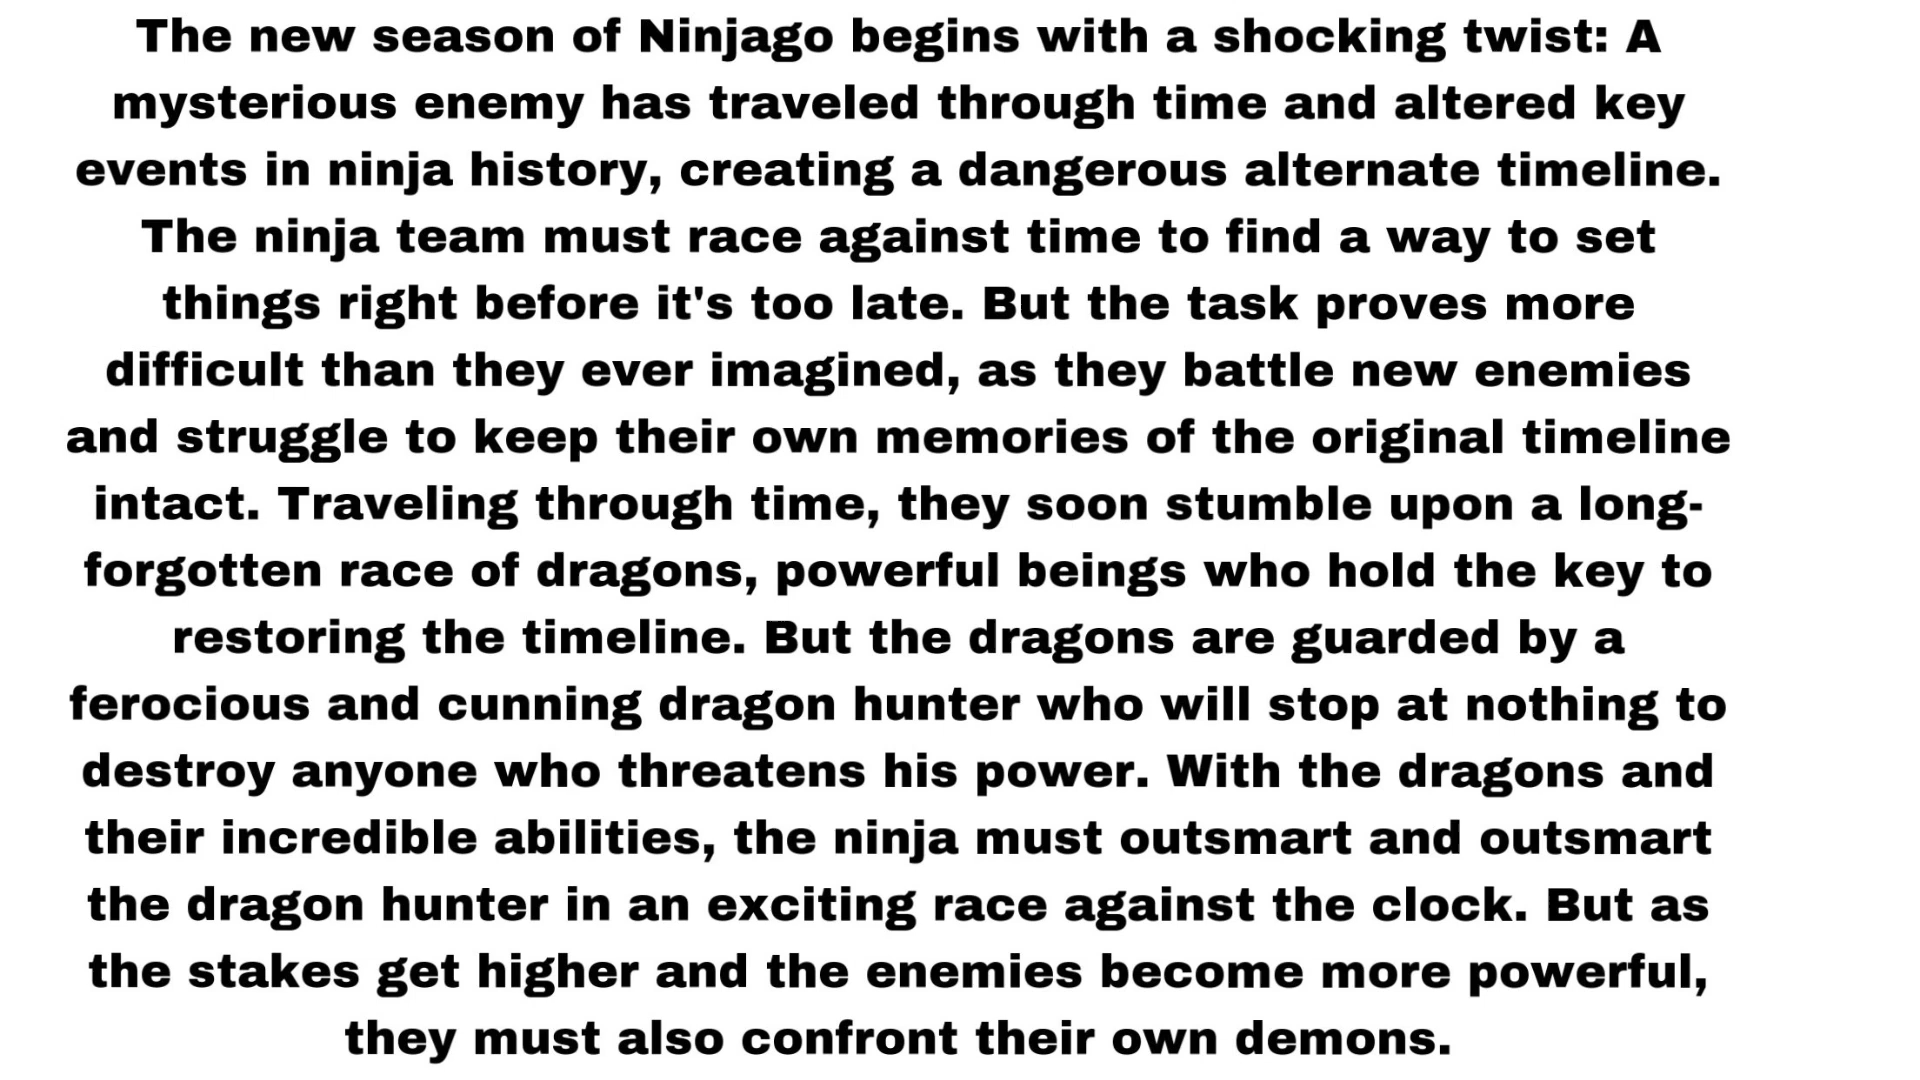 The new season of Ninjago begins with a shocking twist: A
mysterious enemy has traveled through time and altered key
events in ninja history, creating a dangerous alternate timeline.
The ninja team must race against time to find a way to set
things right before it's too late. But the task proves more
difficult than they ever imagined, as they battle new enemies
and struggle to keep their own memories of the original timeline
intact. Traveling through time, they soon stumble upon a long-
forgotten race of dragons, powerful beings who hold the key to
restoring the timeline. But the dragons are guarded by a
ferocious and cunning dragon hunter who will stop at nothing to
destroy anyone who threatens his power. With the dragons and
their incredible abilities, the ninja must outsmart and outsmart
the dragon hunter in an exciting race against the clock. But as
the stakes get higher and the enemies become more powerful,
they must also confront their own demons.